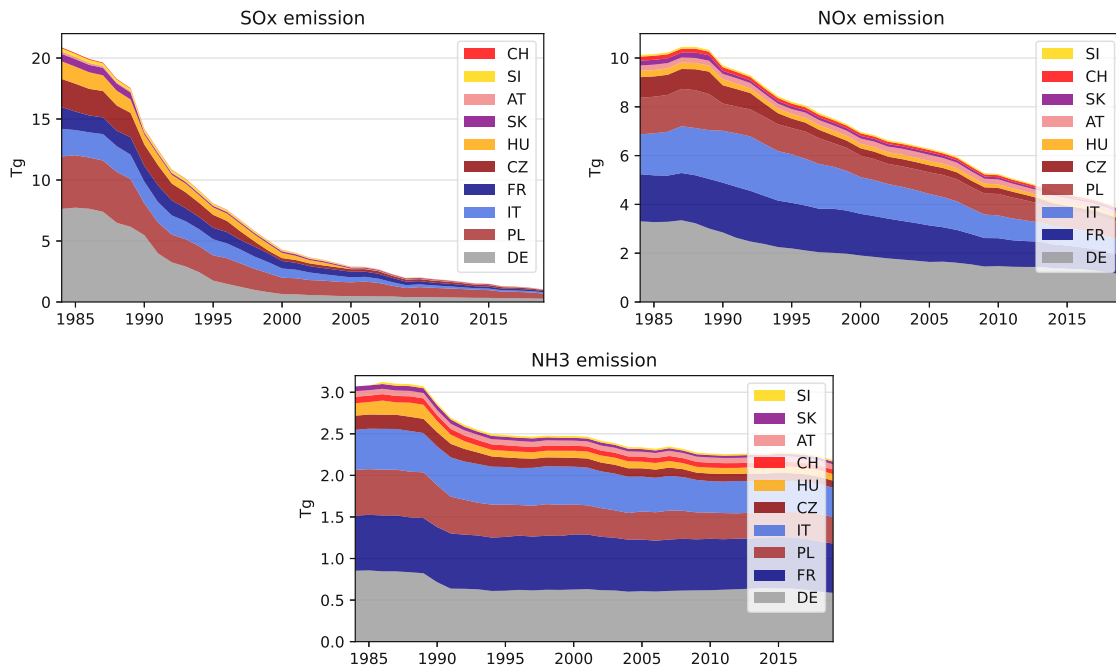 SOx emission
Tg
20
15
10
5
0
1985 1990 1995 2000 2005 2010 2015
CH
SI
AT
SK
HU
CZ
FR
IT
PL
DE
NOx emission
Tg
10
8
6
4
2
0
1985 1990 1995 2000 2005 2010 2015
SI
CH
SK
AT
HU
CZ
PL
IT
FR
DE
NH3 emission
Tg
3.0
2.5
2.0
1.5
1.0
0.5
0.0
1985 1990 1995 2000 2005 2010 2015
SI
SK
AT
CH
HU
CZ
IT
PL
FR
DE